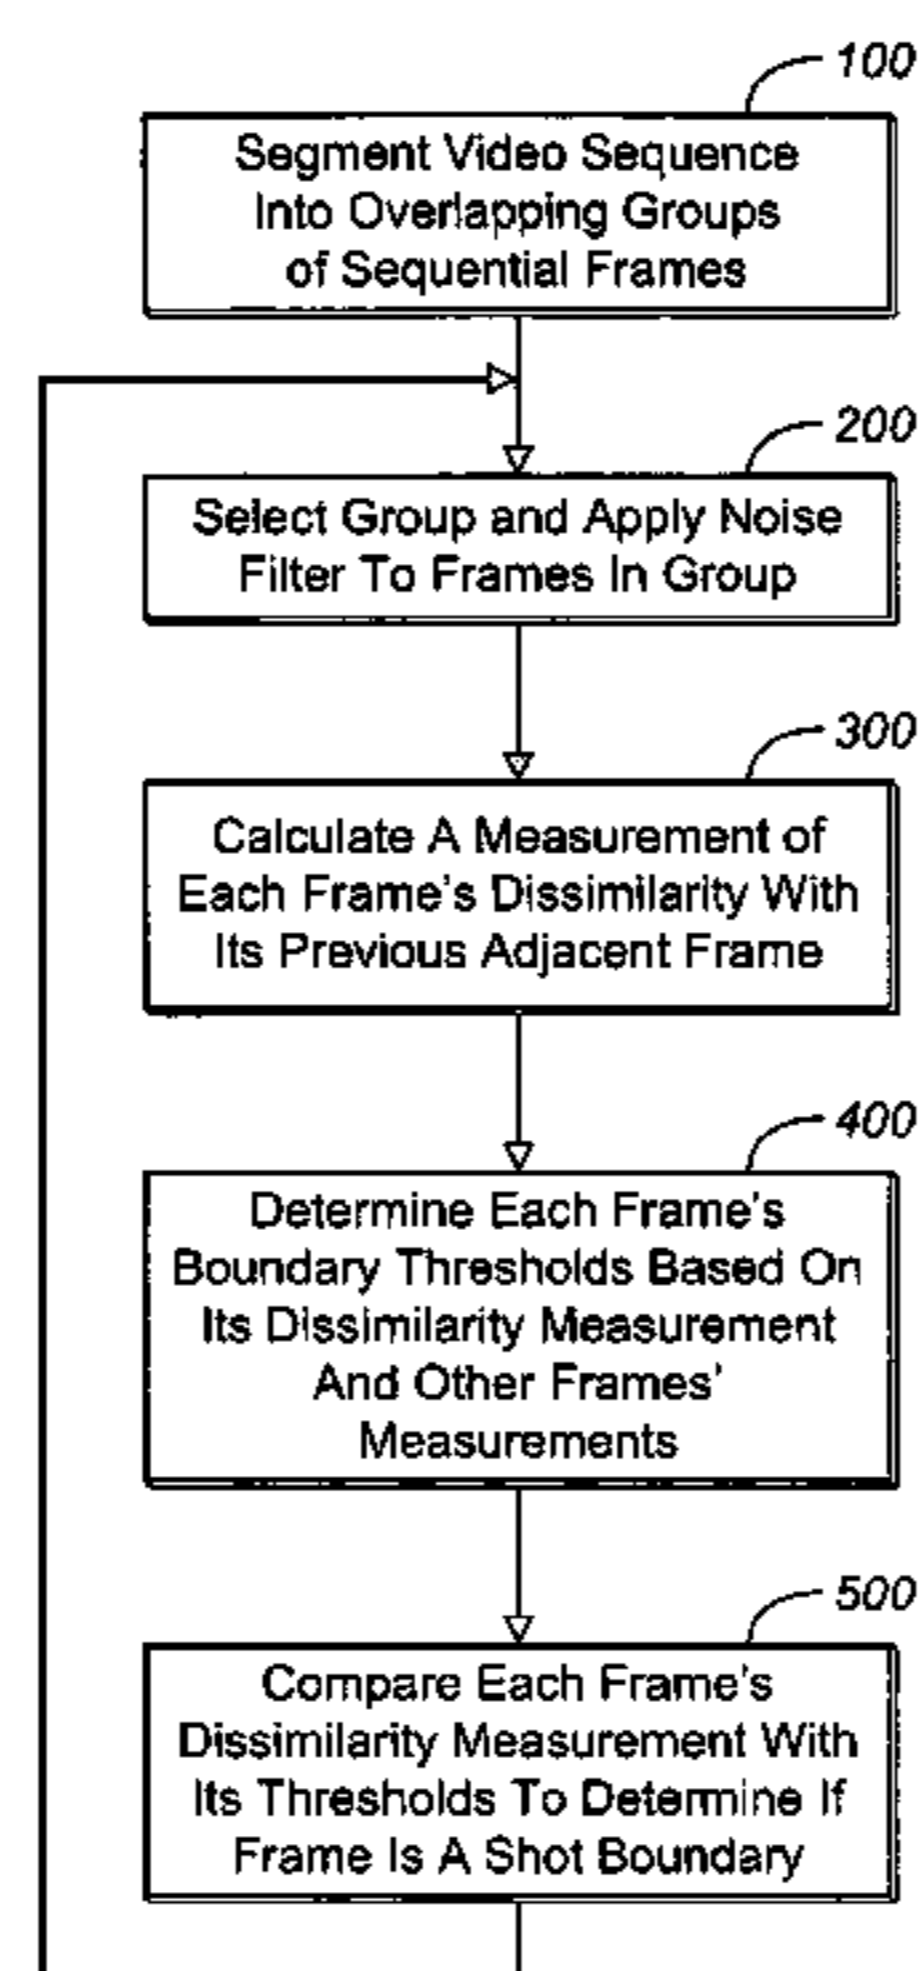 100
Segment Video Sequence
Into Overlapping Groups
of Sequential Frames
200
Select Group and Apply Noise
Filter To Frames In Group
300
Calculate A Measurement of
Each Frame's Dissimilarity With
Its Previous Adjacent Frame
400
Determine Each Frame's
Boundary Thresholds Based On
Its Dissimilarity Measurement
And Other Frames'
Measurements
500
Compare Each Frame's
Dissimilarity Measurement With
Its Thresholds To Determine If
Frame Is A Shot Boundary